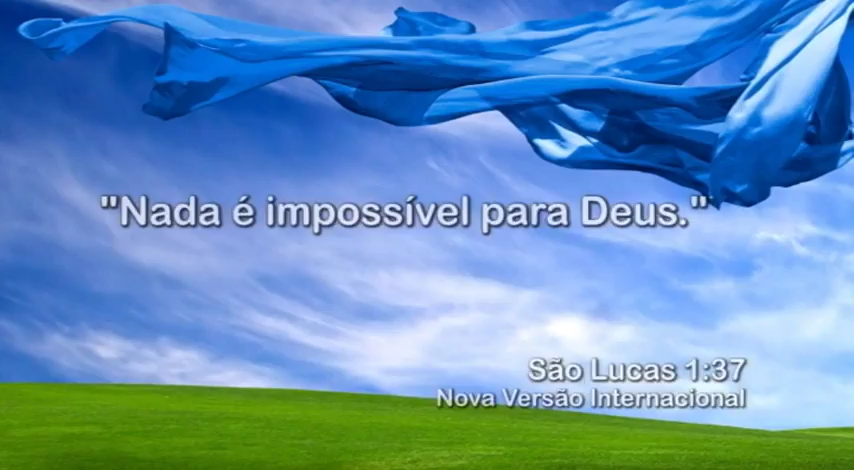 "Nada é impossível para Deus."
São Lucas 1:37
Nova Versão Internacional